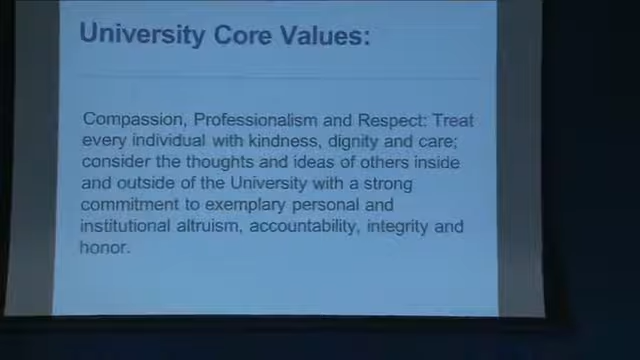 University Core Values:
Compassion, Professionalism and Respect: Treat
every individual with kindness, dignity and care;
consider the thoughts and ideas of others inside
and outside of the University with a strong
commitment to exemplary personal and
institutional altruism, accountability, integrity and
honor.